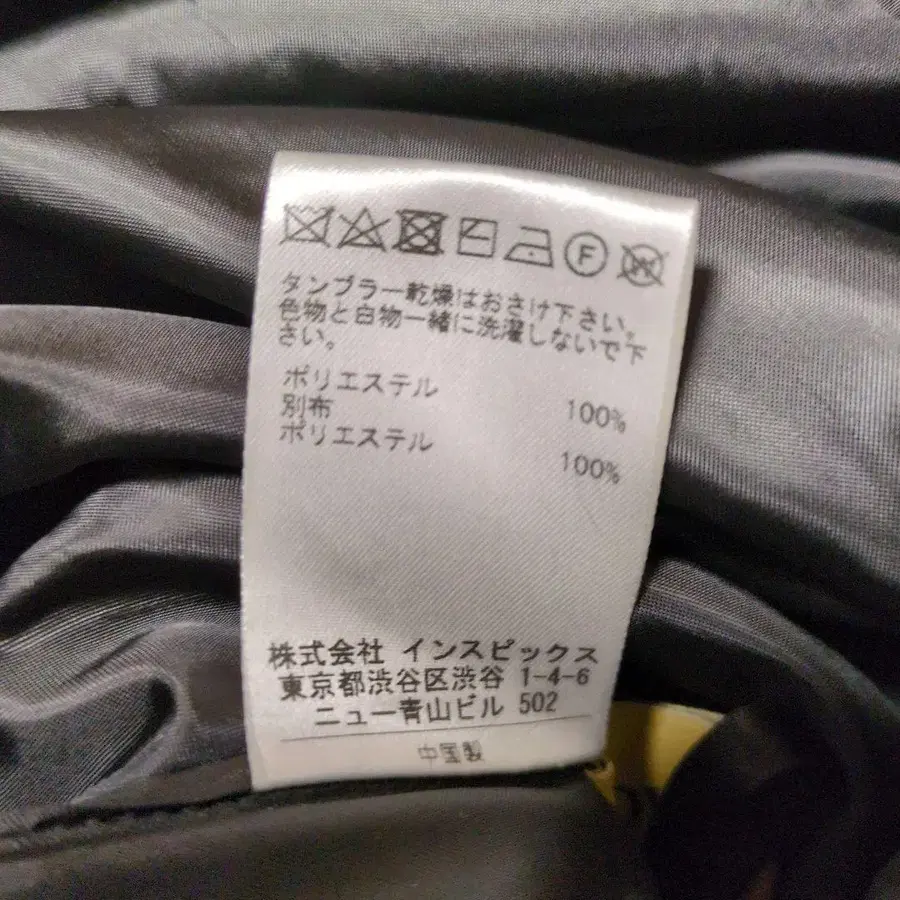 F
W
タンブラー乾燥はおさけ下さい。
色物と白物一緒に洗濯しないで下
さい。
ポリエステル 100%
別布
ポリエステル 100%
株式会社 インスピックス
東京都渋谷区渋谷 1-4-6
ニュー青山ビル 502
中国製